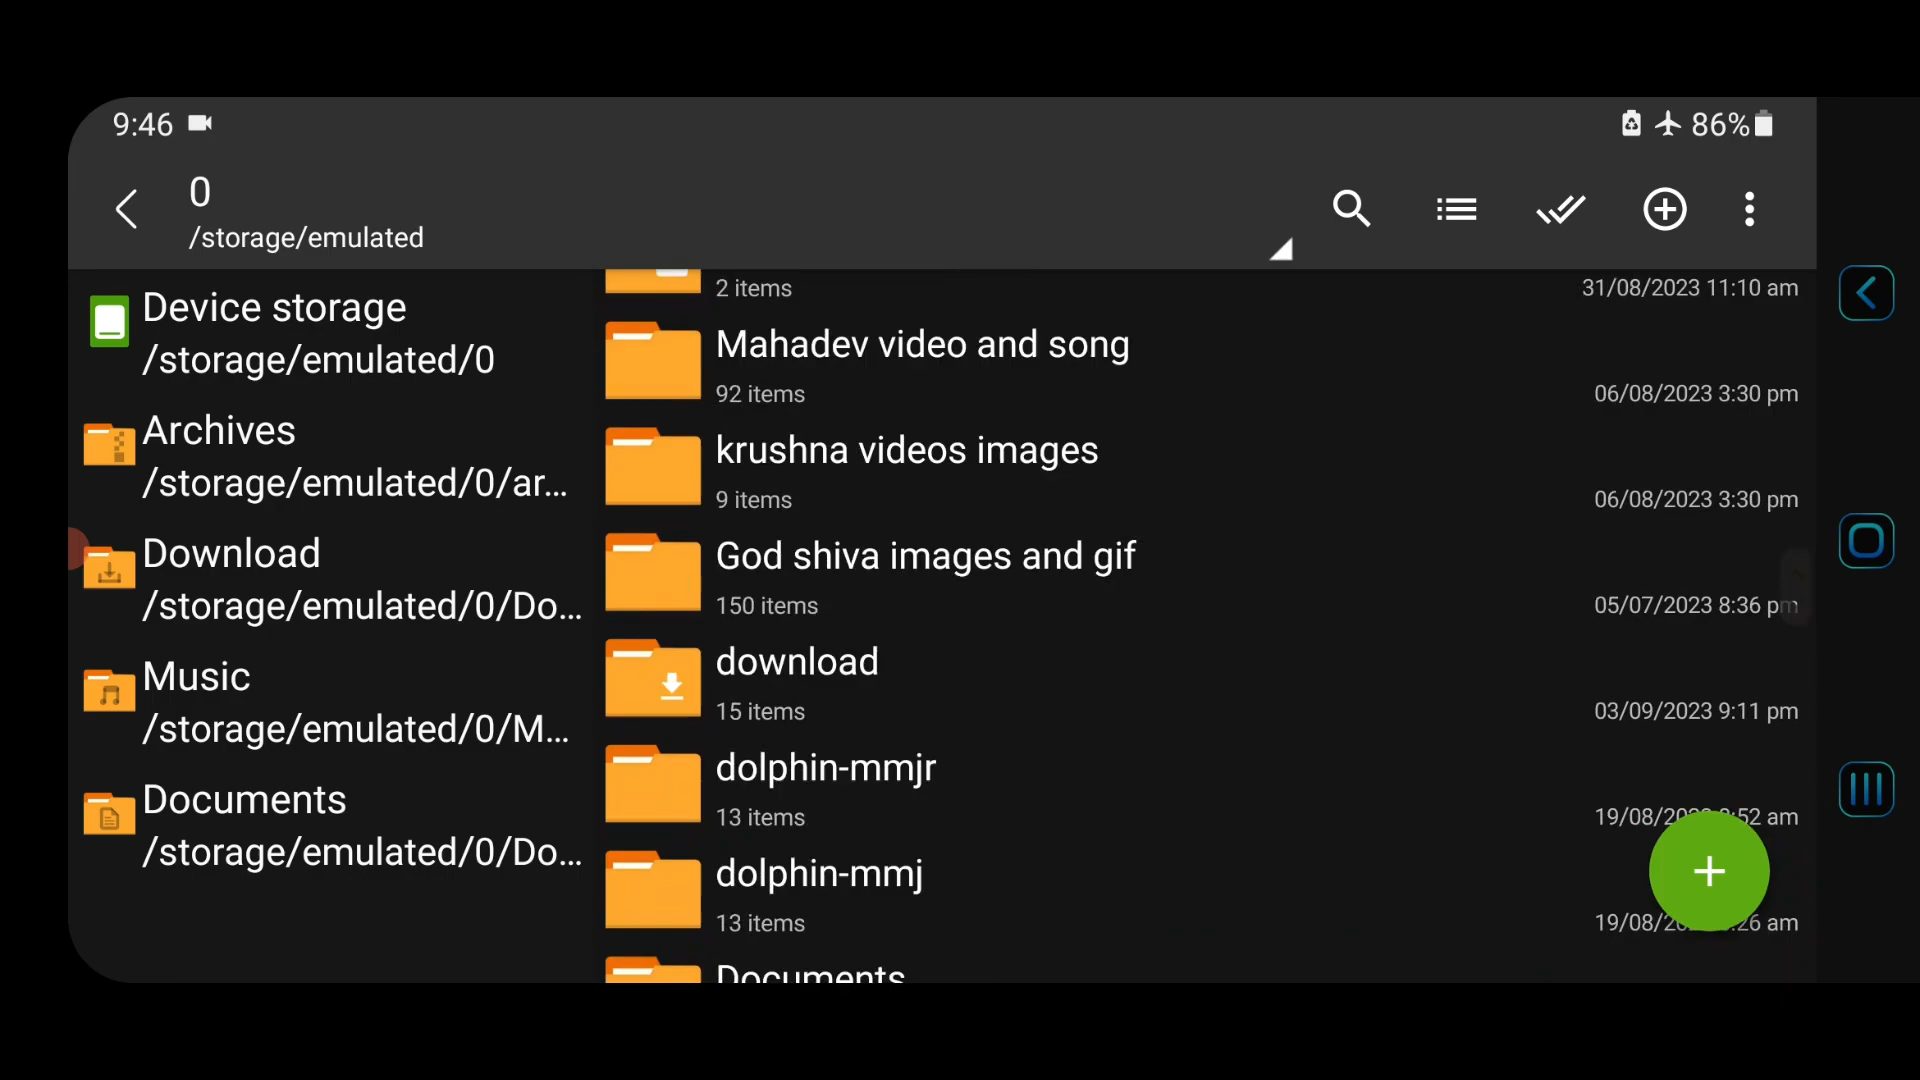 9:46
86%
0
/storage/emulated
Device storage
/storage/emulated/0
Archives
/storage/emulated/0/ar...
Download
/storage/emulated/0/Do...
Music
/storage/emulated/0/M...
Documents
/storage/emulated/0/Do...
2 items
31/08/2023 11:10 am
Mahadev video and song
92 items
06/08/2023 3:30 pm
krushna videos images
9 items
06/08/2023 3:30 pm
God shiva images and gif
150 items
05/07/2023 8:36 pm
download
15 items
03/09/2023 9:11 pm
dolphin-mmjr
13 items
am
dolphin-mmj
13 items
am
Documents